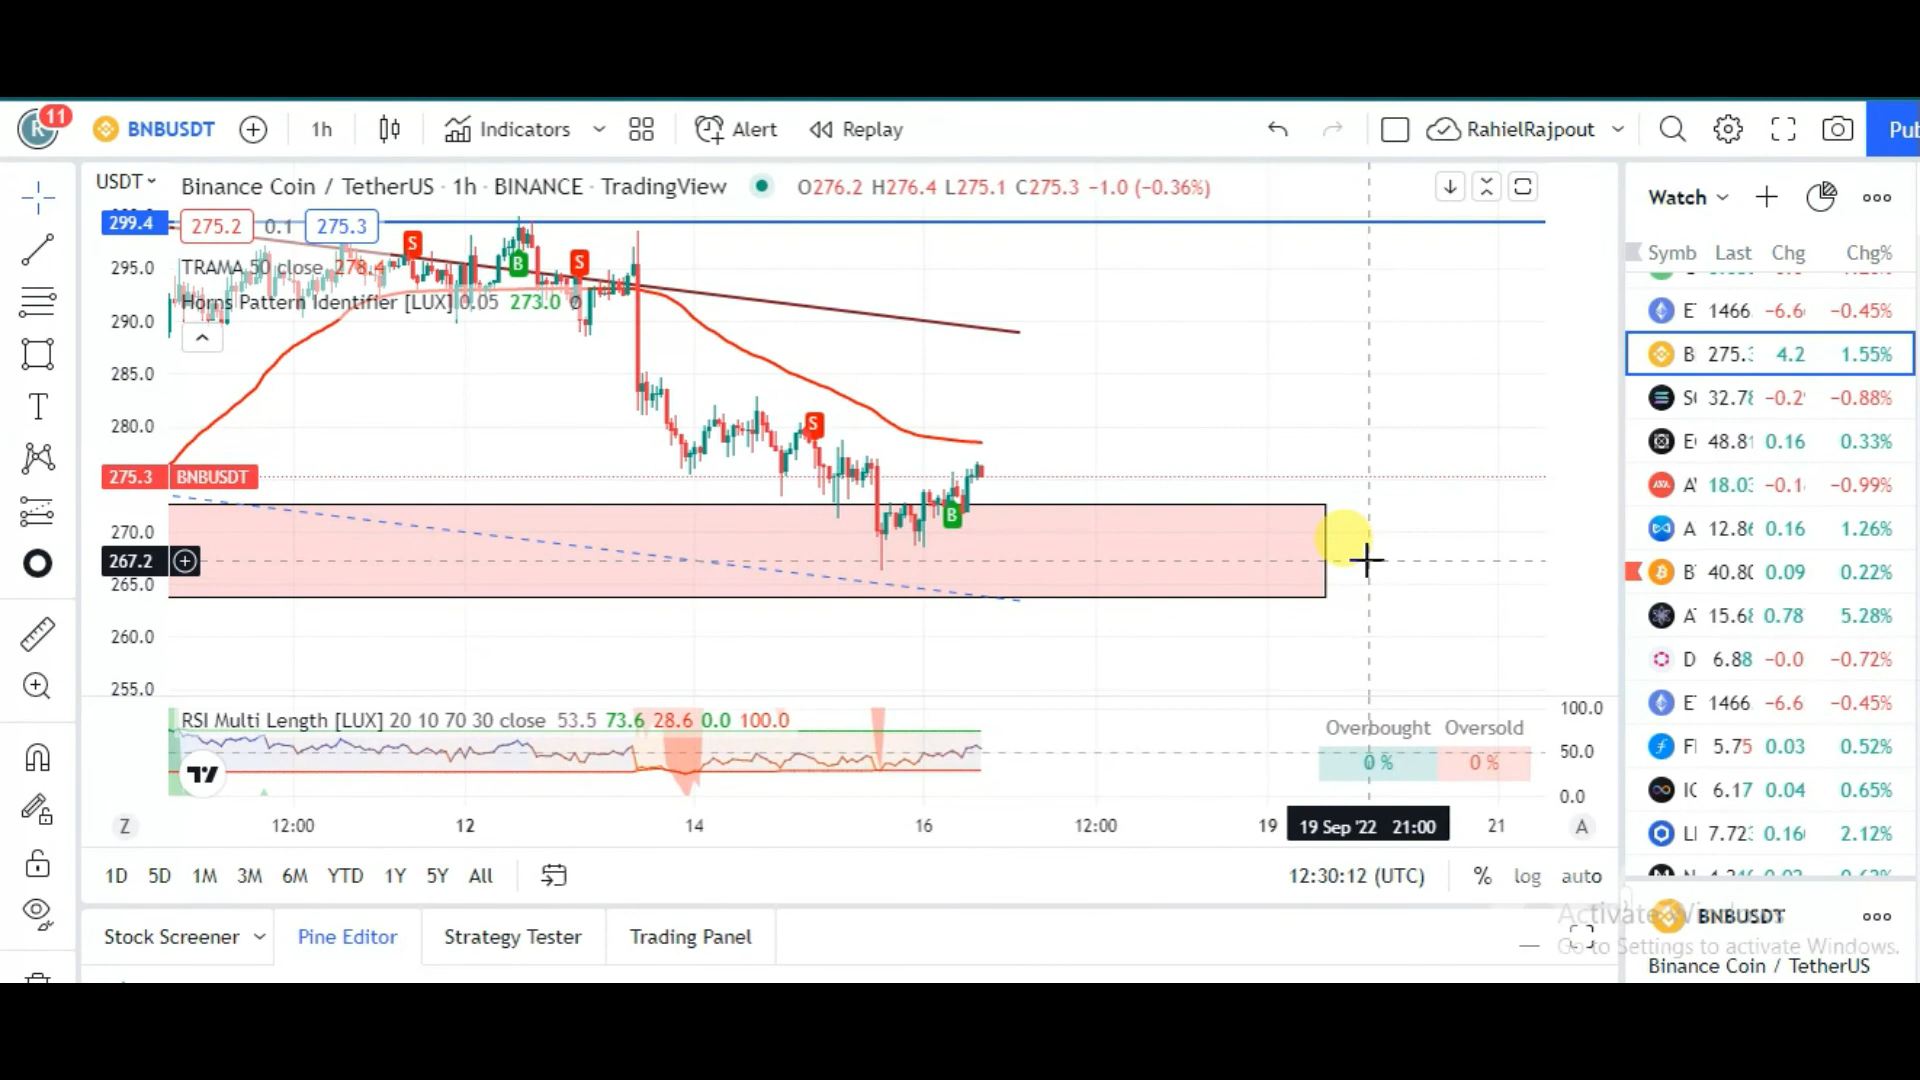 11
R
BNBUSDT
1h
Indicators
Alert
Replay
RahielRajpout
Pub
USDT
Binance Coin / TetherUS · 1h · BINANCE · TradingView
O276.2 H276.4 L275.1 C275.3 −1.0 (−0.36%)
299.4
275.2 0.1 275.3
S
B
S
TRAMA 50 close 278.4
Horns Pattern Identifier [LUX] 0.05 273.0 ∅
295.0
290.0
285.0
280.0
S
275.3 BNBUSDT
B
270.0
267.2
265.0
260.0
255.0
RSI Multi Length [LUX] 20 10 70 30 close 53.5 73.6 28.6 0.0 100.0
Overbought Oversold
0 % 0 %
100.0
50.0
0.0
Z
12:00
12
14
16
12:00
19
19 Sep '22 21:00
21
A
1D 5D 1M 3M 6M YTD 1Y 5Y All
12:30:12 (UTC)
% log auto
Stock Screener
Pine Editor
Strategy Tester
Trading Panel
Watch
Symb Last Chg Chg%
E 1466. −6.6 −0.45%
B 275.3 4.2 1.55%
S 32.78 −0.2 −0.88%
E 48.81 0.16 0.33%
A 18.03 −0.1 −0.99%
A 12.86 0.16 1.26%
B 40.80 0.09 0.22%
A 15.68 0.78 5.28%
D 6.88 −0.0 −0.72%
E 1466. −6.6 −0.45%
FI 5.75 0.03 0.52%
IC 6.17 0.04 0.65%
LI 7.723 0.16 2.12%
BNBUSDT
Activate Windows
Go to Settings to activate Windows.
Binance Coin / TetherUS